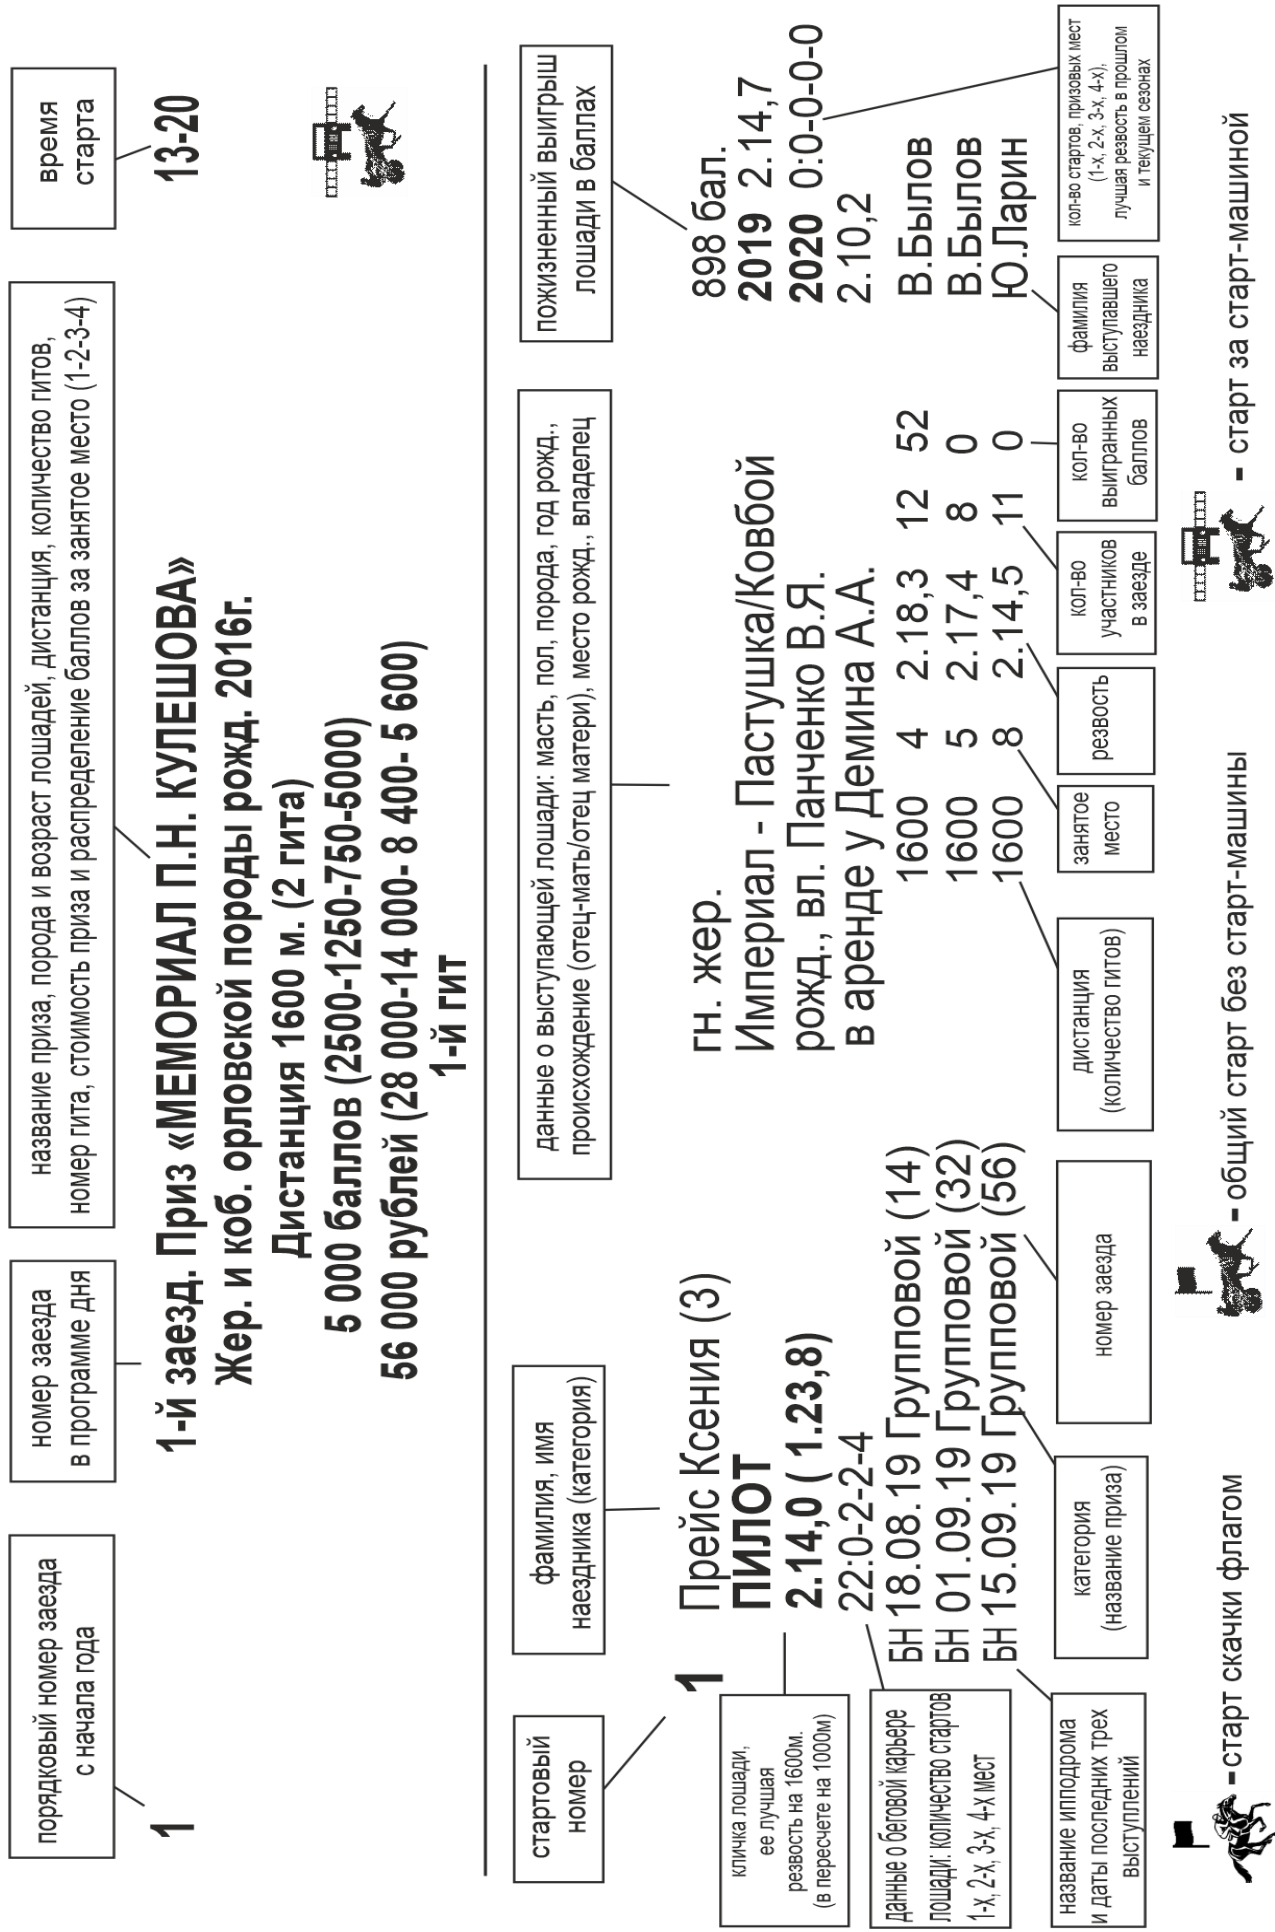 порядковый номер заезда
с начала года
номер заезда
в программе дня
название приза, порода и возраст лошадей, дистанция, количество гитов,
номер гита, стоимость приза и распределение баллов за занятое место (1-2-3-4)
время
старта
1
1-й заезд. Приз «МЕМОРИАЛ П.Н. КУЛЕШОВА»
13-20
Жер. и коб. орловской породы рожд. 2016г.
Дистанция 1600 м. (2 гита)
5 000 баллов (2500-1250-750-5000)
56 000 рублей (28 000-14 000- 8 400- 5 600)
1-й гит
стартовый
номер
фамилия, имя
наездника (категория)
данные о выступающей лошади: масть, пол, порода, год рожд.,
происхождение (отец-мать/отец матери), место рожд., владелец
пожизненный выигрыш
лошади в баллах
1
Прейс Ксения (3)
гн. жер.
898 бал.
ПИЛОТ
Империал - Пастушка/Ковбой
2019 2.14,7
2.14,0 ( 1.23,8)
рожд., вл. Панченко В.Я.
2020 0:0-0-0-0
22:0-2-2-4
в аренде у Демина А.А.
2.10,2
БН 18.08.19 Групповой (14) 1600 4 2.18,3 12 52 В.Былов
БН 01.09.19 Групповой (32) 1600 5 2.17,4 8 0 В.Былов
БН 15.09.19 Групповой (56) 1600 8 2.14,5 11 0 Ю.Ларин
кличка лошади,
ее лучшая
резвость на 1600м.
(в пересчете на 1000м)
данные о беговой карьере
лошади: количество стартов
1-х, 2-х, 3-х, 4-х мест
название ипподрома
и даты последних трех
выступлений
категория
(название приза)
номер заезда
дистанция
(количество гитов)
занятое
место
резвость
кол-во
участников
в заезде
кол-во
выигранных
баллов
фамилия
выступавшего
наездника
кол-во стартов, призовых мест
(1-х, 2-х, 3-х, 4-х),
лучшая резвость в прошлом
и текущем сезонах
- старт скачки флагом
- общий старт без старт-машины
- старт за старт-машиной